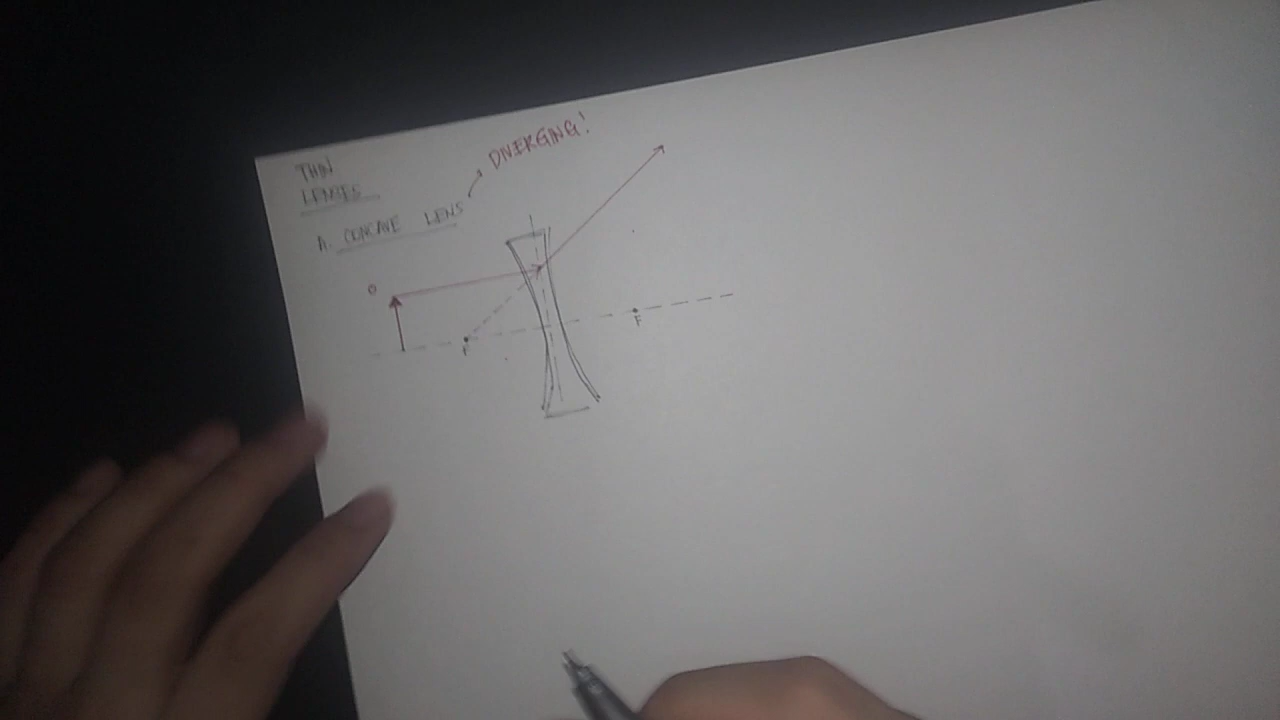 THIN
LENSES
A. CONCAVE LENS
DIVERGING!
O
F
F